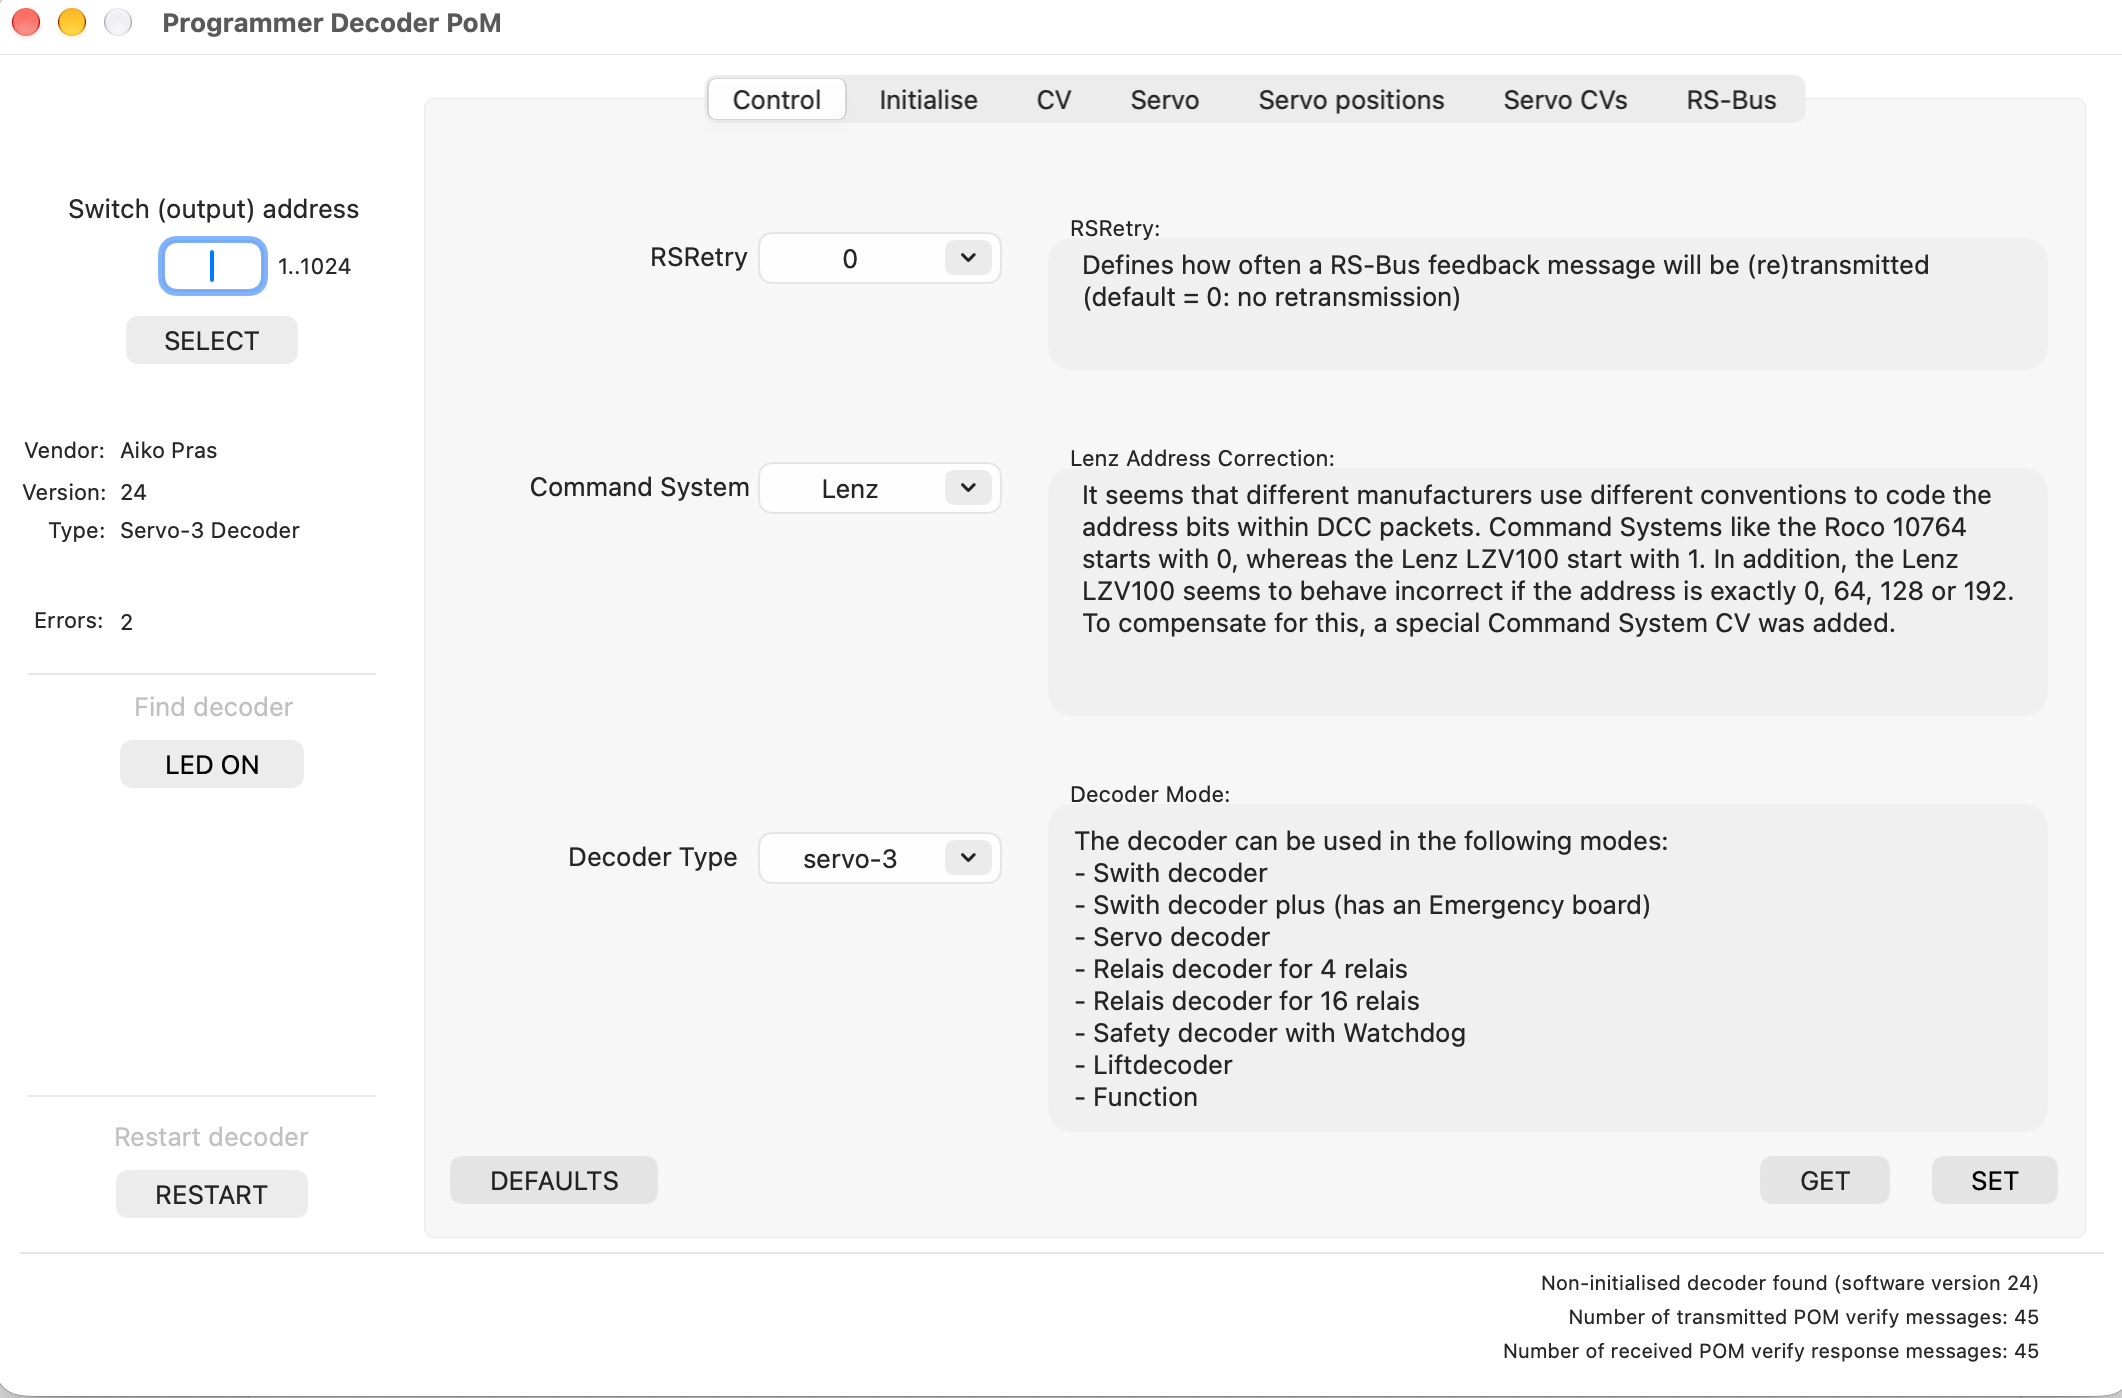 Programmer Decoder PoM
Control Initialise CV Servo Servo positions Servo CVs RS-Bus
Switch (output) address
1..1024
SELECT
Vendor: Aiko Pras
Version: 24
Type: Servo-3 Decoder
Errors: 2
Find decoder
LED ON
Restart decoder
RESTART
RSRetry 0
RSRetry:
Defines how often a RS-Bus feedback message will be (re)transmitted
(default = 0: no retransmission)
Command System Lenz
Lenz Address Correction:
It seems that different manufacturers use different conventions to code the
address bits within DCC packets. Command Systems like the Roco 10764
starts with 0, whereas the Lenz LZV100 start with 1. In addition, the Lenz
LZV100 seems to behave incorrect if the address is exactly 0, 64, 128 or 192.
To compensate for this, a special Command System CV was added.
Decoder Type servo-3
Decoder Mode:
The decoder can be used in the following modes:
- Swith decoder
- Swith decoder plus (has an Emergency board)
- Servo decoder
- Relais decoder for 4 relais
- Relais decoder for 16 relais
- Safety decoder with Watchdog
- Liftdecoder
- Function
DEFAULTS GET SET
Non-initialised decoder found (software version 24)
Number of transmitted POM verify messages: 45
Number of received POM verify response messages: 45